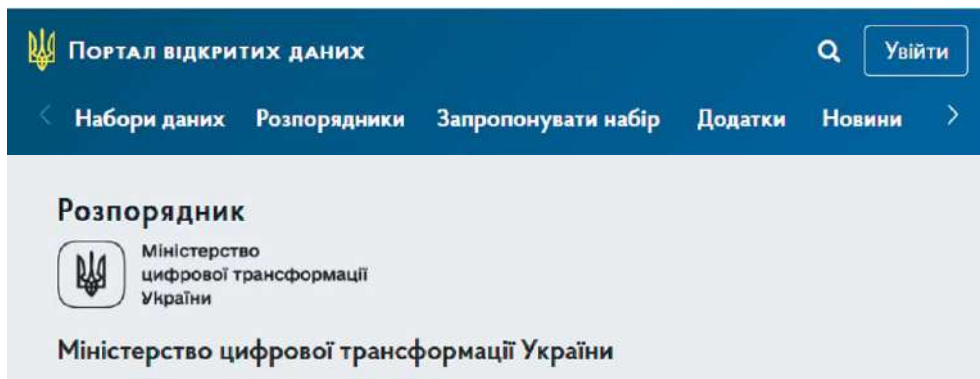 Портал відкритих даних
Увійти
Набори даних Розпорядники Запропонувати набір Додатки Новини
Розпорядник
Міністерство
цифрової трансформації
України
Міністерство цифрової трансформації України